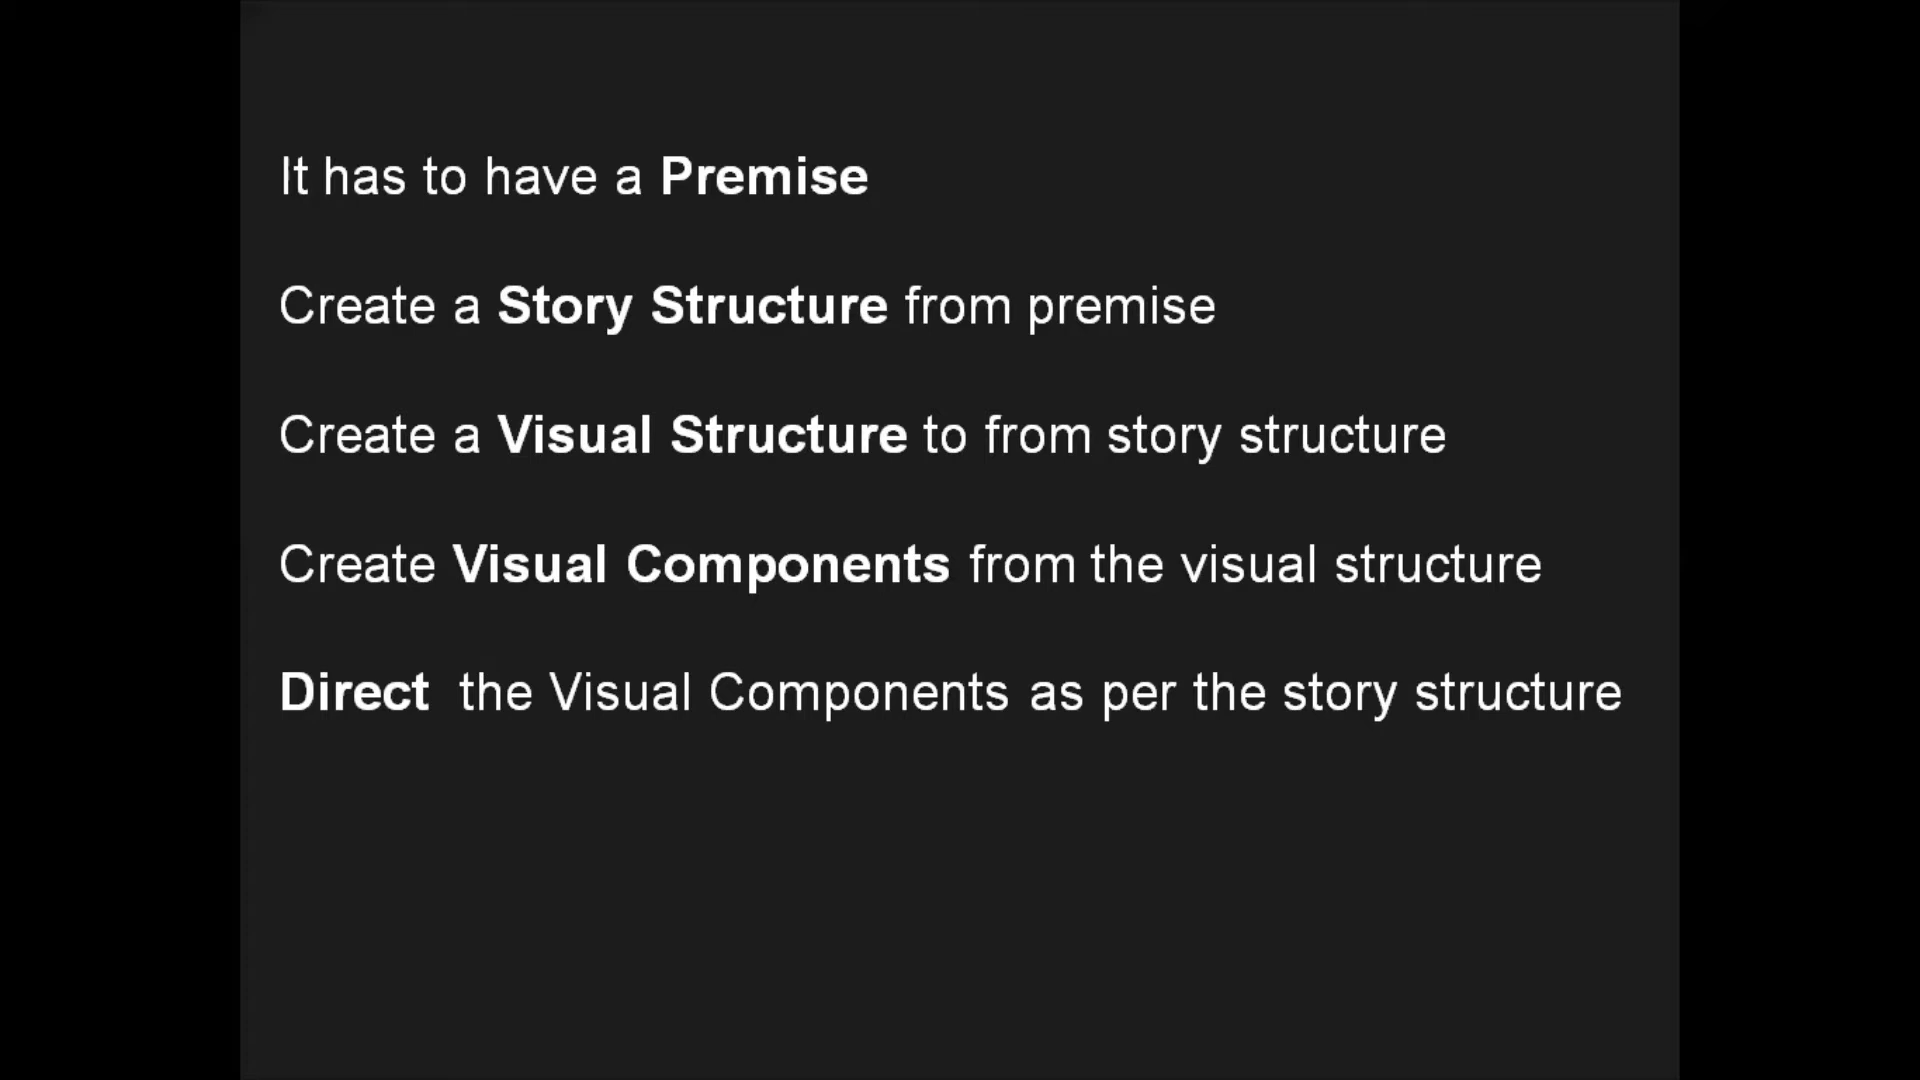 It has to have a Premise
Create a Story Structure from premise
Create a Visual Structure to from story structure
Create Visual Components from the visual structure
Direct the Visual Components as per the story structure